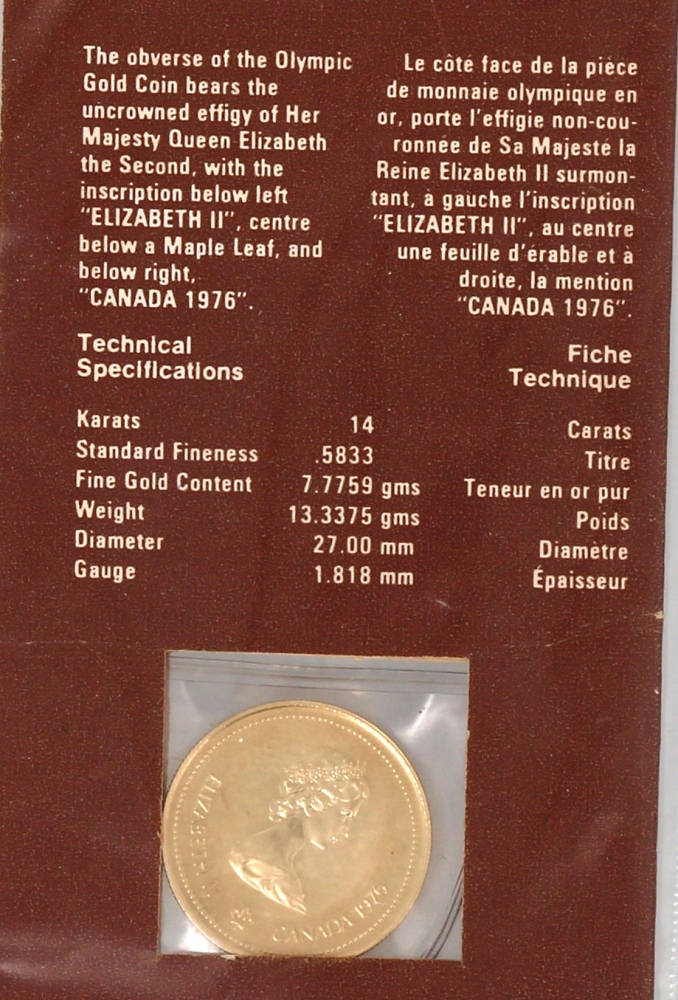 The obverse of the Olympic
Gold Coin bears the
uncrowned effigy of Her
Majesty Queen Elizabeth
the Second, with the
inscription below left
"ELIZABETH II", centre
below a Maple Leaf, and
below right,
"CANADA 1976".
Le côté face de la pièce
de monnaie olympique en
or, porte l'effigie non-cou-
ronnée de Sa Majesté la
Reine Elizabeth II surmon-
tant, à gauche l'inscription
"ELIZABETH II", au centre
une feuille d'érable et à
droite, la mention
"CANADA 1976".
Technical
Specifications
Fiche
Technique
Karats 14 Carats
Standard Fineness .5833 Titre
Fine Gold Content 7.7759 gms Teneur en or pur
Weight 13.3375 gms Poids
Diameter 27.00 mm Diamètre
Gauge 1.818 mm Épaisseur
ELIZABETH II
CANADA 1976